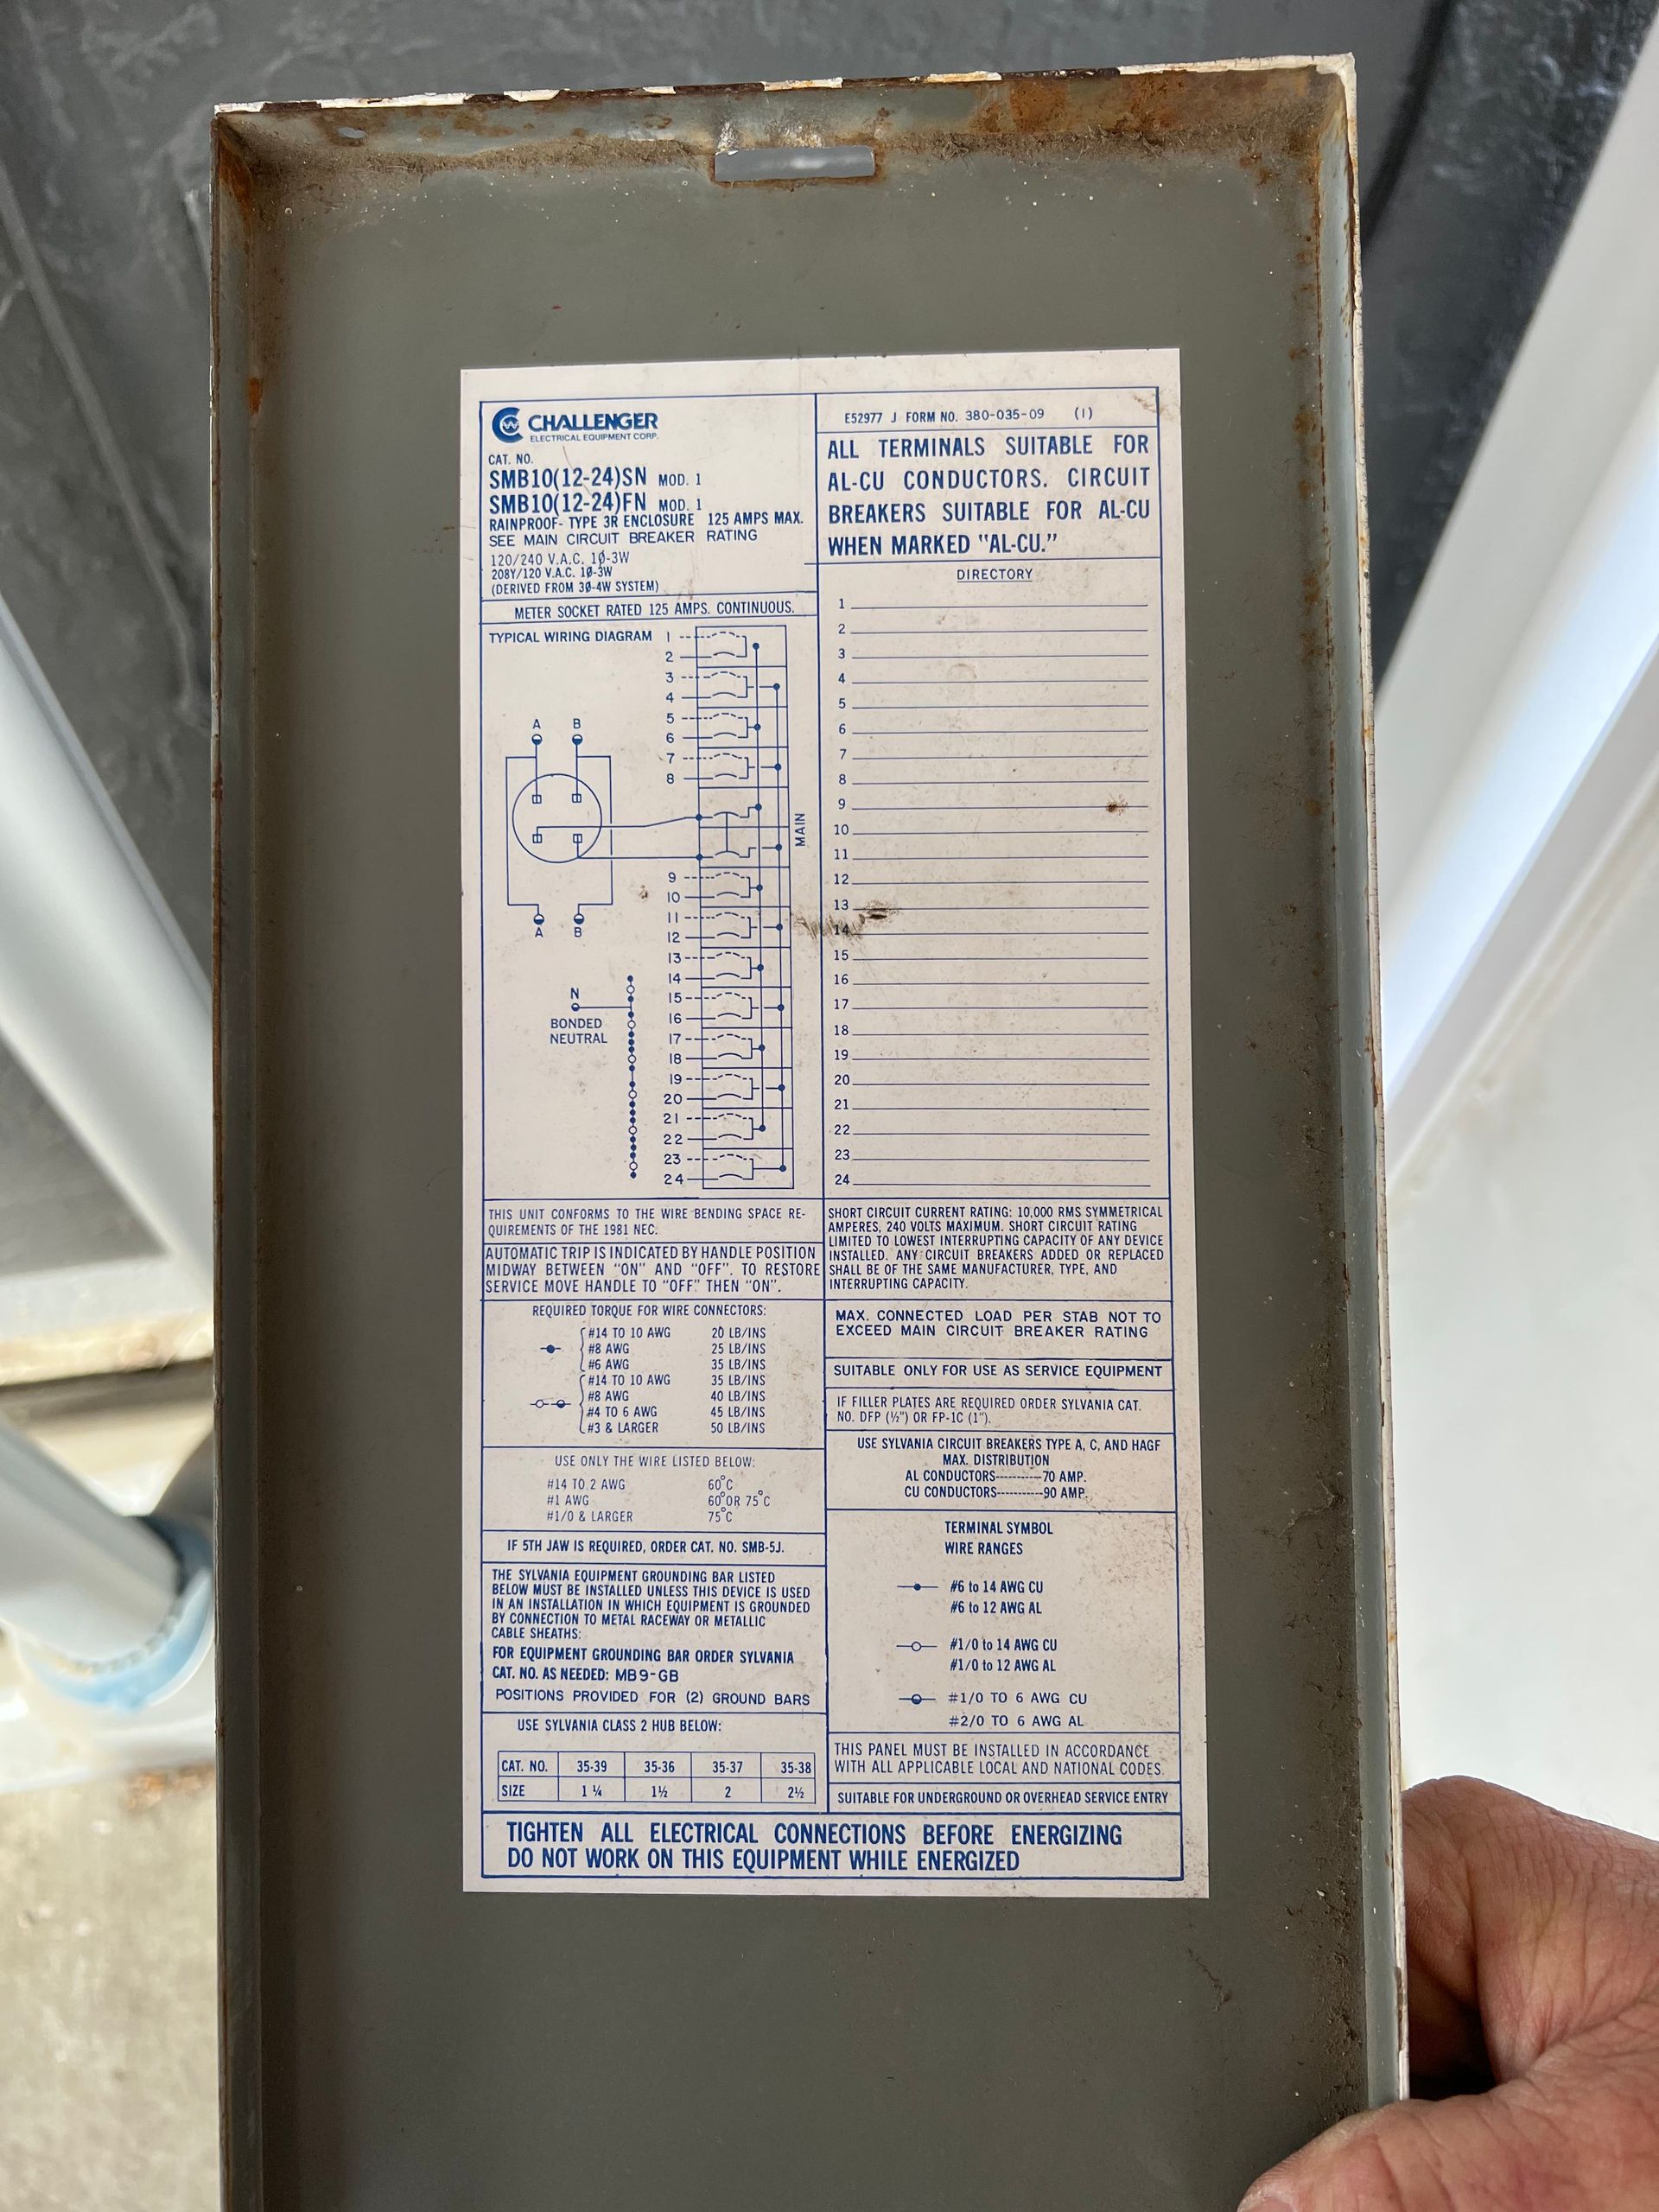 CHALLENGER
ELECTRICAL EQUIPMENT CORP.
CAT. NO.
SMB10(12-24)SN MOD. 1
SMB10(12-24)FN MOD. 1
RAINPROOF- TYPE 3R ENCLOSURE 125 AMPS MAX.
SEE MAIN CIRCUIT BREAKER RATING
120/240 V.A.C. 1Ø-3W
208Y/120 V.A.C. 1Ø-3W
(DERIVED FROM 3Ø-4W SYSTEM)
METER SOCKET RATED 125 AMPS. CONTINUOUS.
TYPICAL WIRING DIAGRAM
1
2
3
4
5
6
7
8
A B
MAIN
A B
9
10
11
12
13
14
15
16
17
18
19
20
21
22
23
24
N
BONDED
NEUTRAL
THIS UNIT CONFORMS TO THE WIRE BENDING SPACE RE-
QUIREMENTS OF THE 1981 NEC.
AUTOMATIC TRIP IS INDICATED BY HANDLE POSITION
MIDWAY BETWEEN "ON" AND "OFF". TO RESTORE
SERVICE MOVE HANDLE TO "OFF" THEN "ON".
REQUIRED TORQUE FOR WIRE CONNECTORS:
#14 TO 10 AWG 20 LB/INS
#8 AWG 25 LB/INS
#6 AWG 35 LB/INS
#14 TO 10 AWG 35 LB/INS
#8 AWG 40 LB/INS
#4 TO 6 AWG 45 LB/INS
#3 & LARGER 50 LB/INS
USE ONLY THE WIRE LISTED BELOW:
#14 TO 2 AWG 60°C
#1 AWG 60°OR 75°C
#1/0 & LARGER 75°C
IF 5TH JAW IS REQUIRED, ORDER CAT. NO. SMB-5J.
THE SYLVANIA EQUIPMENT GROUNDING BAR LISTED
BELOW MUST BE INSTALLED UNLESS THIS DEVICE IS USED
IN AN INSTALLATION IN WHICH EQUIPMENT IS GROUNDED
BY CONNECTION TO METAL RACEWAY OR METALLIC
CABLE SHEATHS:
FOR EQUIPMENT GROUNDING BAR ORDER SYLVANIA
CAT. NO. AS NEEDED: MB9-GB
POSITIONS PROVIDED FOR (2) GROUND BARS
USE SYLVANIA CLASS 2 HUB BELOW:
CAT. NO. 35-39 35-36 35-37 35-38
SIZE 1 ¼ 1½ 2 2½
E52977 J FORM NO. 380-035-09 (1)
ALL TERMINALS SUITABLE FOR
AL-CU CONDUCTORS. CIRCUIT
BREAKERS SUITABLE FOR AL-CU
WHEN MARKED "AL-CU."
DIRECTORY
1
2
3
4
5
6
7
8
9
10
11
12
13
14
15
16
17
18
19
20
21
22
23
24
SHORT CIRCUIT CURRENT RATING: 10,000 RMS SYMMETRICAL
AMPERES, 240 VOLTS MAXIMUM. SHORT CIRCUIT RATING
LIMITED TO LOWEST INTERRUPTING CAPACITY OF ANY DEVICE
INSTALLED. ANY CIRCUIT BREAKERS ADDED OR REPLACED
SHALL BE OF THE SAME MANUFACTURER, TYPE, AND
INTERRUPTING CAPACITY.
MAX. CONNECTED LOAD PER STAB NOT TO
EXCEED MAIN CIRCUIT BREAKER RATING
SUITABLE ONLY FOR USE AS SERVICE EQUIPMENT
IF FILLER PLATES ARE REQUIRED ORDER SYLVANIA CAT.
NO. DFP (½") OR FP-1C (1").
USE SYLVANIA CIRCUIT BREAKERS TYPE A, C, AND HAGF
MAX. DISTRIBUTION
AL CONDUCTORS-----------70 AMP.
CU CONDUCTORS-----------90 AMP.
TERMINAL SYMBOL
WIRE RANGES
#6 to 14 AWG CU
#6 to 12 AWG AL
#1/0 to 14 AWG CU
#1/0 to 12 AWG AL
#1/0 TO 6 AWG CU
#2/0 TO 6 AWG AL
THIS PANEL MUST BE INSTALLED IN ACCORDANCE
WITH ALL APPLICABLE LOCAL AND NATIONAL CODES.
SUITABLE FOR UNDERGROUND OR OVERHEAD SERVICE ENTRY
TIGHTEN ALL ELECTRICAL CONNECTIONS BEFORE ENERGIZING
DO NOT WORK ON THIS EQUIPMENT WHILE ENERGIZED